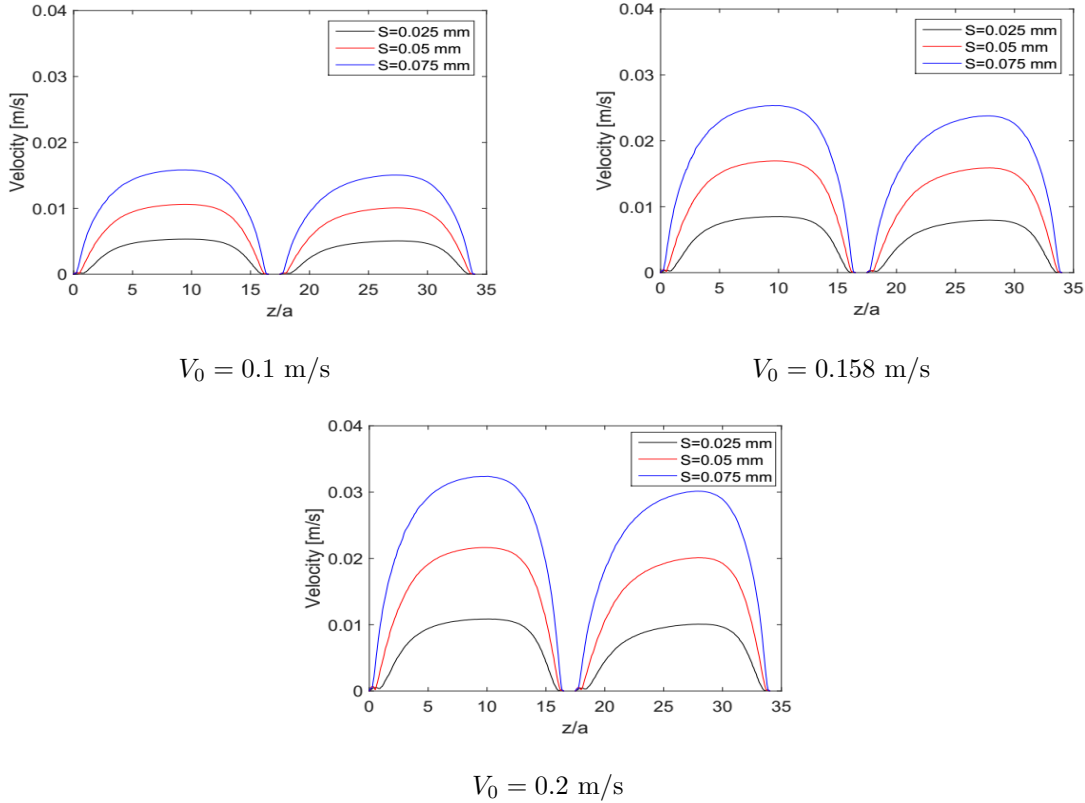 0.04
0.03
0.02
0.01
0
Velocity [m/s]
S=0.025 mm
S=0.05 mm
S=0.075 mm
0 5 10 15 20 25 30 35
z/a
V₀ = 0.1 m/s
0.04
0.03
0.02
0.01
0
Velocity [m/s]
S=0.025 mm
S=0.05 mm
S=0.075 mm
0 5 10 15 20 25 30 35
z/a
V₀ = 0.158 m/s
0.04
0.03
0.02
0.01
0
Velocity [m/s]
S=0.025 mm
S=0.05 mm
S=0.075 mm
0 5 10 15 20 25 30 35
z/a
V₀ = 0.2 m/s